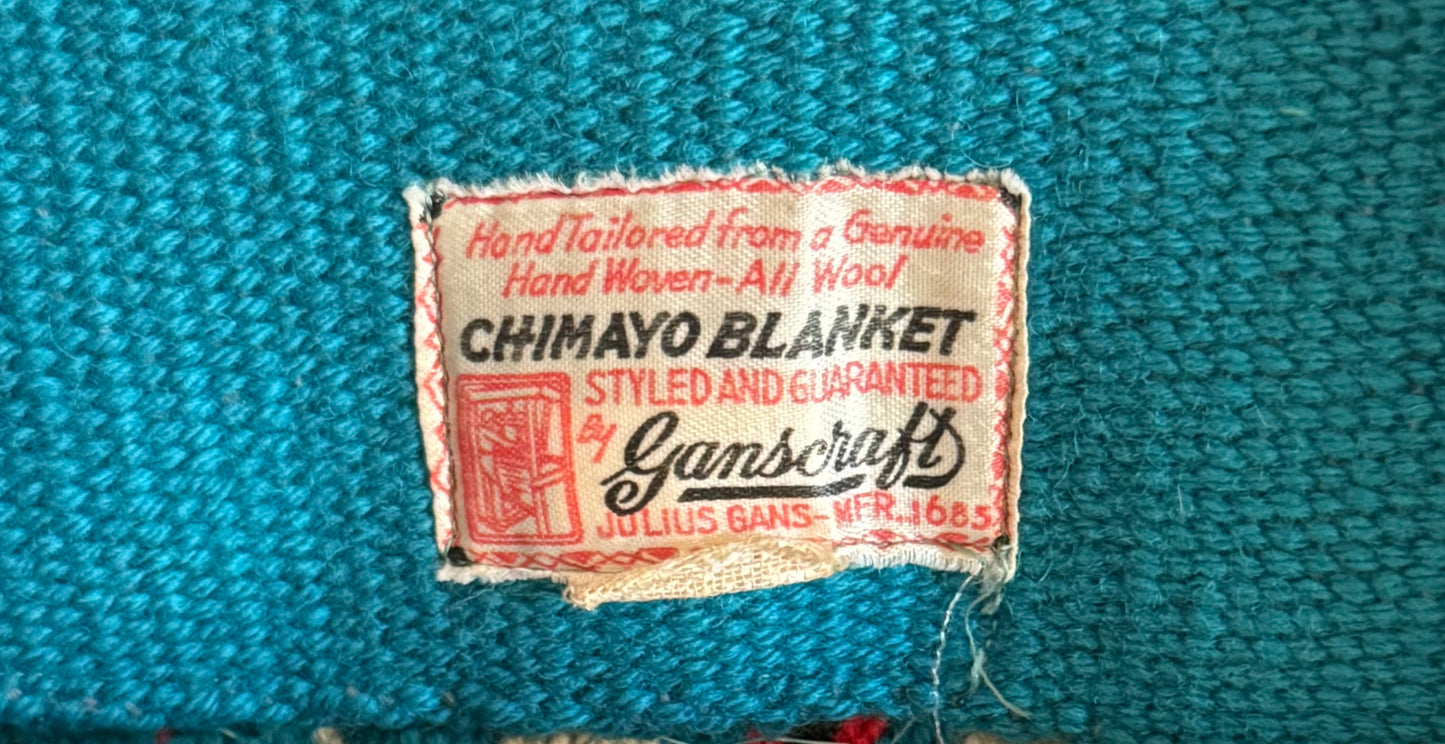 Hand Tailored from a Genuine
Hand Woven-All Wool
CHIMAYO BLANKET
STYLED AND GUARANTEED
By Ganscraft
JULIUS GANS-MFR. 1685